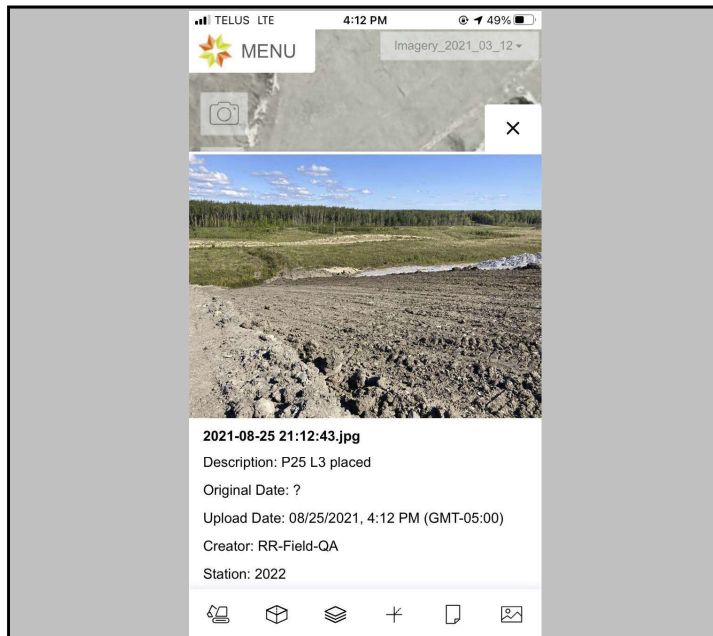 TELUS LTE 4:12 PM 49%
MENU
Imagery_2021_03_12
2021-08-25 21:12:43.jpg
Description: P25 L3 placed
Original Date: ?
Upload Date: 08/25/2021, 4:12 PM (GMT-05:00)
Creator: RR-Field-QA
Station: 2022